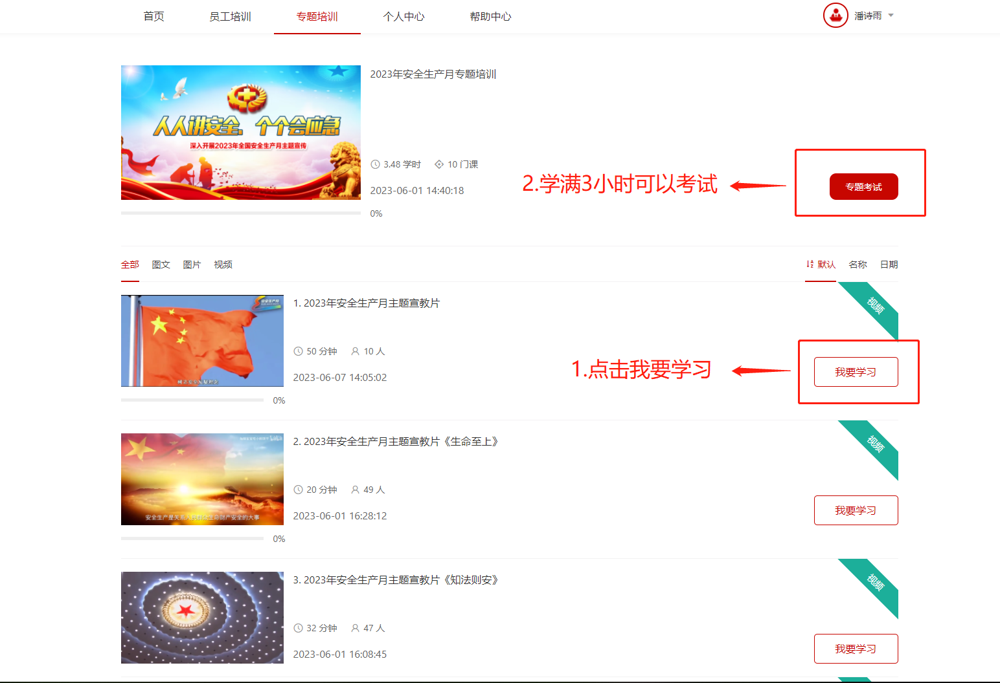 首页 员工培训 专题培训 个人中心 帮助中心 潘诗雨
2023年安全生产月专题培训
人人讲安全、个个会应急
深入开展2023年全国安全生产月主题宣传
3.48 学时 10 门课
2023-06-01 14:40:18
0%
2.学满3小时可以考试
专题考试
全部 图文 图片 视频 默认 名称 日期
1. 2023年安全生产月主题宣教片
视频
50 分钟 10 人
2023-06-07 14:05:02
0%
1.点击我要学习
我要学习
2. 2023年安全生产月主题宣教片《生命至上》
视频
20 分钟 49 人
2023-06-01 16:28:12
0%
我要学习
3. 2023年安全生产月主题宣教片《知法则安》
视频
32 分钟 47 人
2023-06-01 16:08:45
我要学习